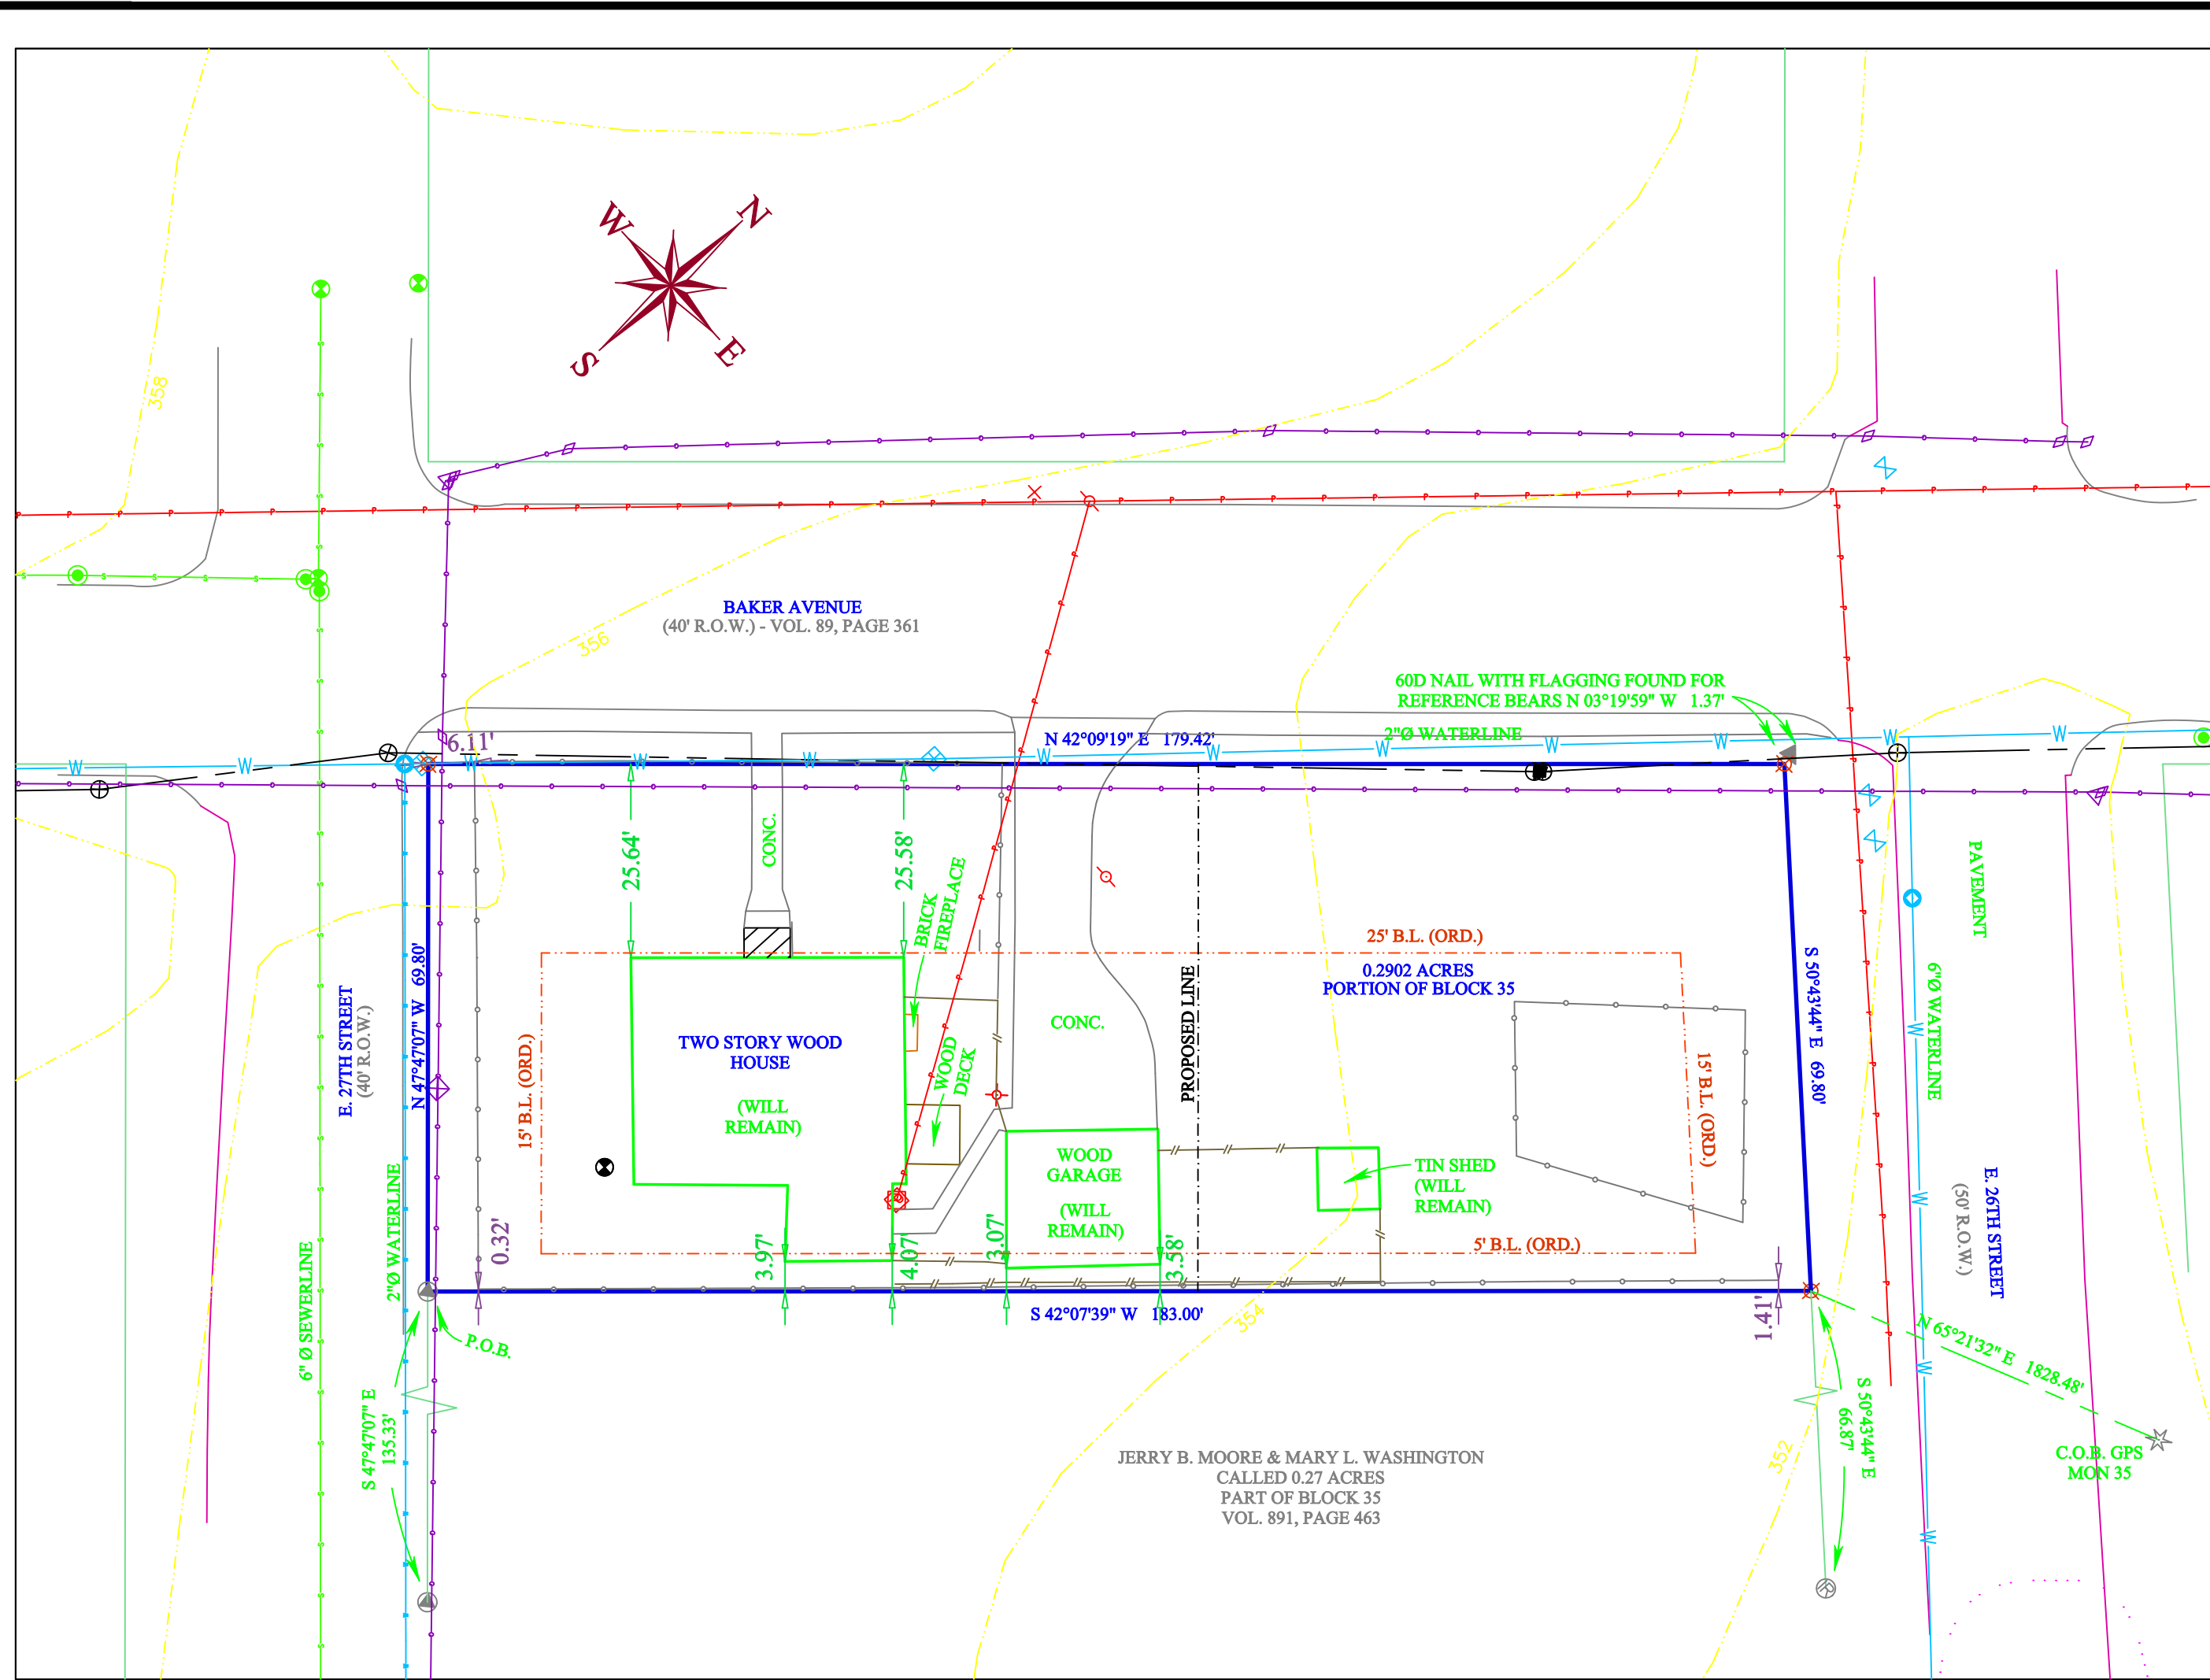 W
N
S
E
358
BAKER AVENUE
(40' R.O.W.) - VOL. 89, PAGE 361
356
60D NAIL WITH FLAGGING FOUND FOR
REFERENCE BEARS N 03°19'59" W 1.37'
2"Ø WATERLINE
6.11'
N 42°09'19" E 179.42'
W
W
W
W
W
W
W
W
W
W
W
25.64'
CONC.
25.58'
BRICK
FIREPLACE
PAVEMENT
25' B.L. (ORD.)
0.2902 ACRES
PORTION OF BLOCK 35
PROPOSED LINE
CONC.
S 50°43'44" E 69.80'
6"Ø WATERLINE
E. 27TH STREET
(40' R.O.W.)
N 47°47'07" W 69.80'
15' B.L. (ORD.)
TWO STORY WOOD
HOUSE
(WILL
REMAIN)
WOOD
DECK
15' B.L. (ORD.)
W
WOOD
GARAGE
(WILL
REMAIN)
TIN SHED
(WILL
REMAIN)
W
E. 26TH STREET
(50' R.O.W.)
2"Ø WATERLINE
6" Ø SEWERLINE
0.32'
3.97'
4.07'
3.07'
3.58'
5' B.L. (ORD.)
S 42°07'39" W 183.00'
354
1.41'
P.O.B.
N 65°21'32" E 1828.48'
W
S 47°47'07" E
135.33'
S 50°43'44" E
66.87'
352
C.O.B. GPS
MON 35
JERRY B. MOORE & MARY L. WASHINGTON
CALLED 0.27 ACRES
PART OF BLOCK 35
VOL. 891, PAGE 463
W